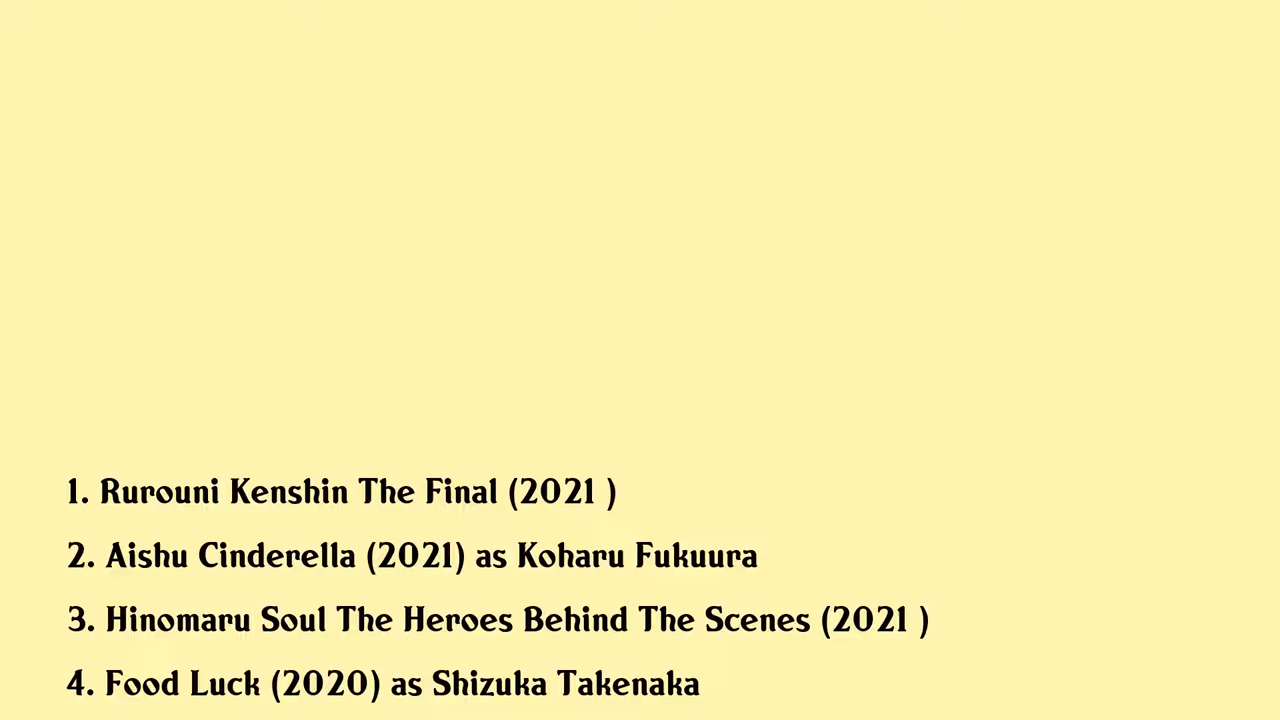 1. Rurouni Kenshin The Final (2021 )
2. Aishu Cinderella (2021) as Koharu Fukuura
3. Hinomaru Soul The Heroes Behind The Scenes (2021 )
4. Food Luck (2020) as Shizuka Takenaka